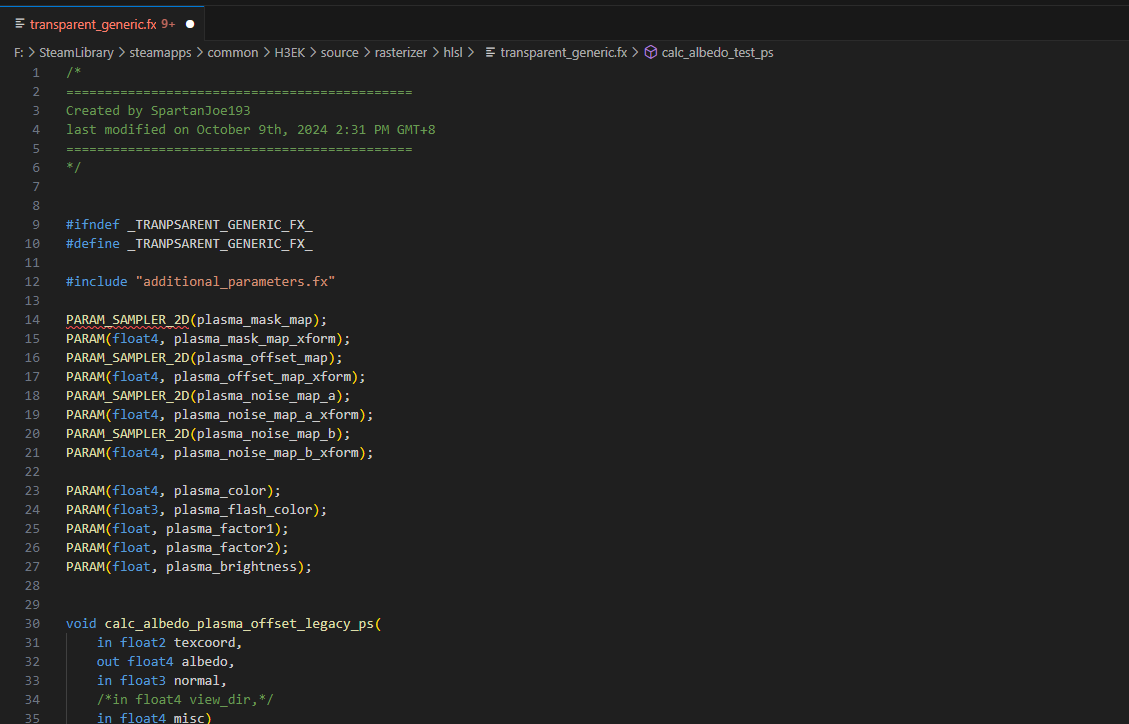 transparent_generic.fx 9+
F: > SteamLibrary > steamapps > common > H3EK > source > rasterizer > hlsl > transparent_generic.fx > calc_albedo_test_ps
1 /*
2 =============================================
3 Created by SpartanJoe193
4 last modified on October 9th, 2024 2:31 PM GMT+8
5 =============================================
6 */
7
8
9 #ifndef _TRANPSARENT_GENERIC_FX_
10 #define _TRANPSARENT_GENERIC_FX_
11
12 #include "additional_parameters.fx"
13
14 PARAM_SAMPLER_2D(plasma_mask_map);
15 PARAM(float4, plasma_mask_map_xform);
16 PARAM_SAMPLER_2D(plasma_offset_map);
17 PARAM(float4, plasma_offset_map_xform);
18 PARAM_SAMPLER_2D(plasma_noise_map_a);
19 PARAM(float4, plasma_noise_map_a_xform);
20 PARAM_SAMPLER_2D(plasma_noise_map_b);
21 PARAM(float4, plasma_noise_map_b_xform);
22
23 PARAM(float4, plasma_color);
24 PARAM(float3, plasma_flash_color);
25 PARAM(float, plasma_factor1);
26 PARAM(float, plasma_factor2);
27 PARAM(float, plasma_brightness);
28
29
30 void calc_albedo_plasma_offset_legacy_ps(
31 in float2 texcoord,
32 out float4 albedo,
33 in float3 normal,
34 /*in float4 view_dir,*/
35 in float4 misc)